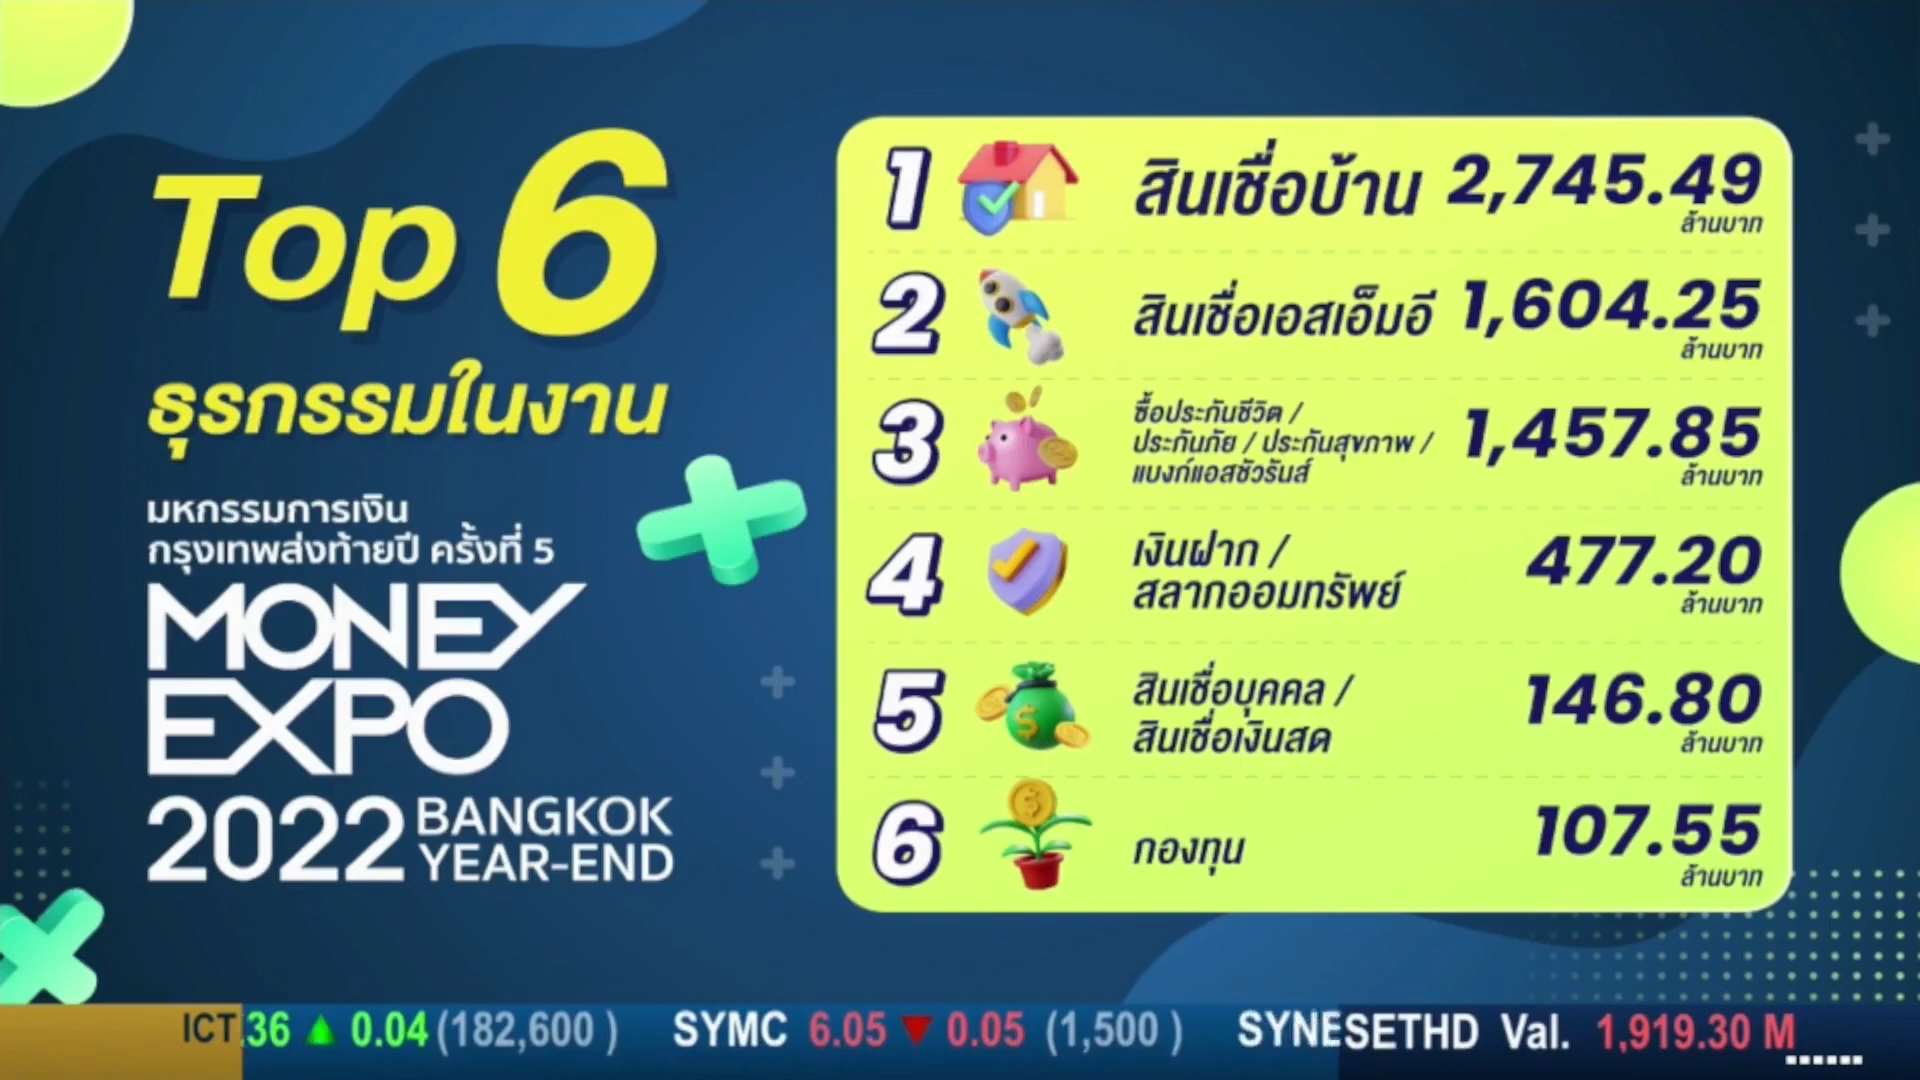 Top 6
ธุรกรรมในงาน
มหกรรมการเงิน
กรุงเทพส่งท้ายปี ครั้งที่ 5
MONEY
EXPO
2022 BANGKOK
YEAR-END
1 สินเชื่อบ้าน 2,745.49
ล้านบาท
2 สินเชื่อเอสเอ็มอี 1,604.25
ล้านบาท
3 ซื้อประกันชีวิต /
ประกันภัย / ประกันสุขภาพ /
แบงก์แอสชัวรันส์
1,457.85
ล้านบาท
4 เงินฝาก /
สลากออมทรัพย์
477.20
ล้านบาท
5 สินเชื่อบุคคล /
สินเชื่อเงินสด
146.80
ล้านบาท
6 กองทุน 107.55
ล้านบาท
ICT .36 ▲ 0.04 (182,600 ) SYMC 6.05 ▼ 0.05 (1,500 ) SYNE SETHD Val. 1,919.30 M